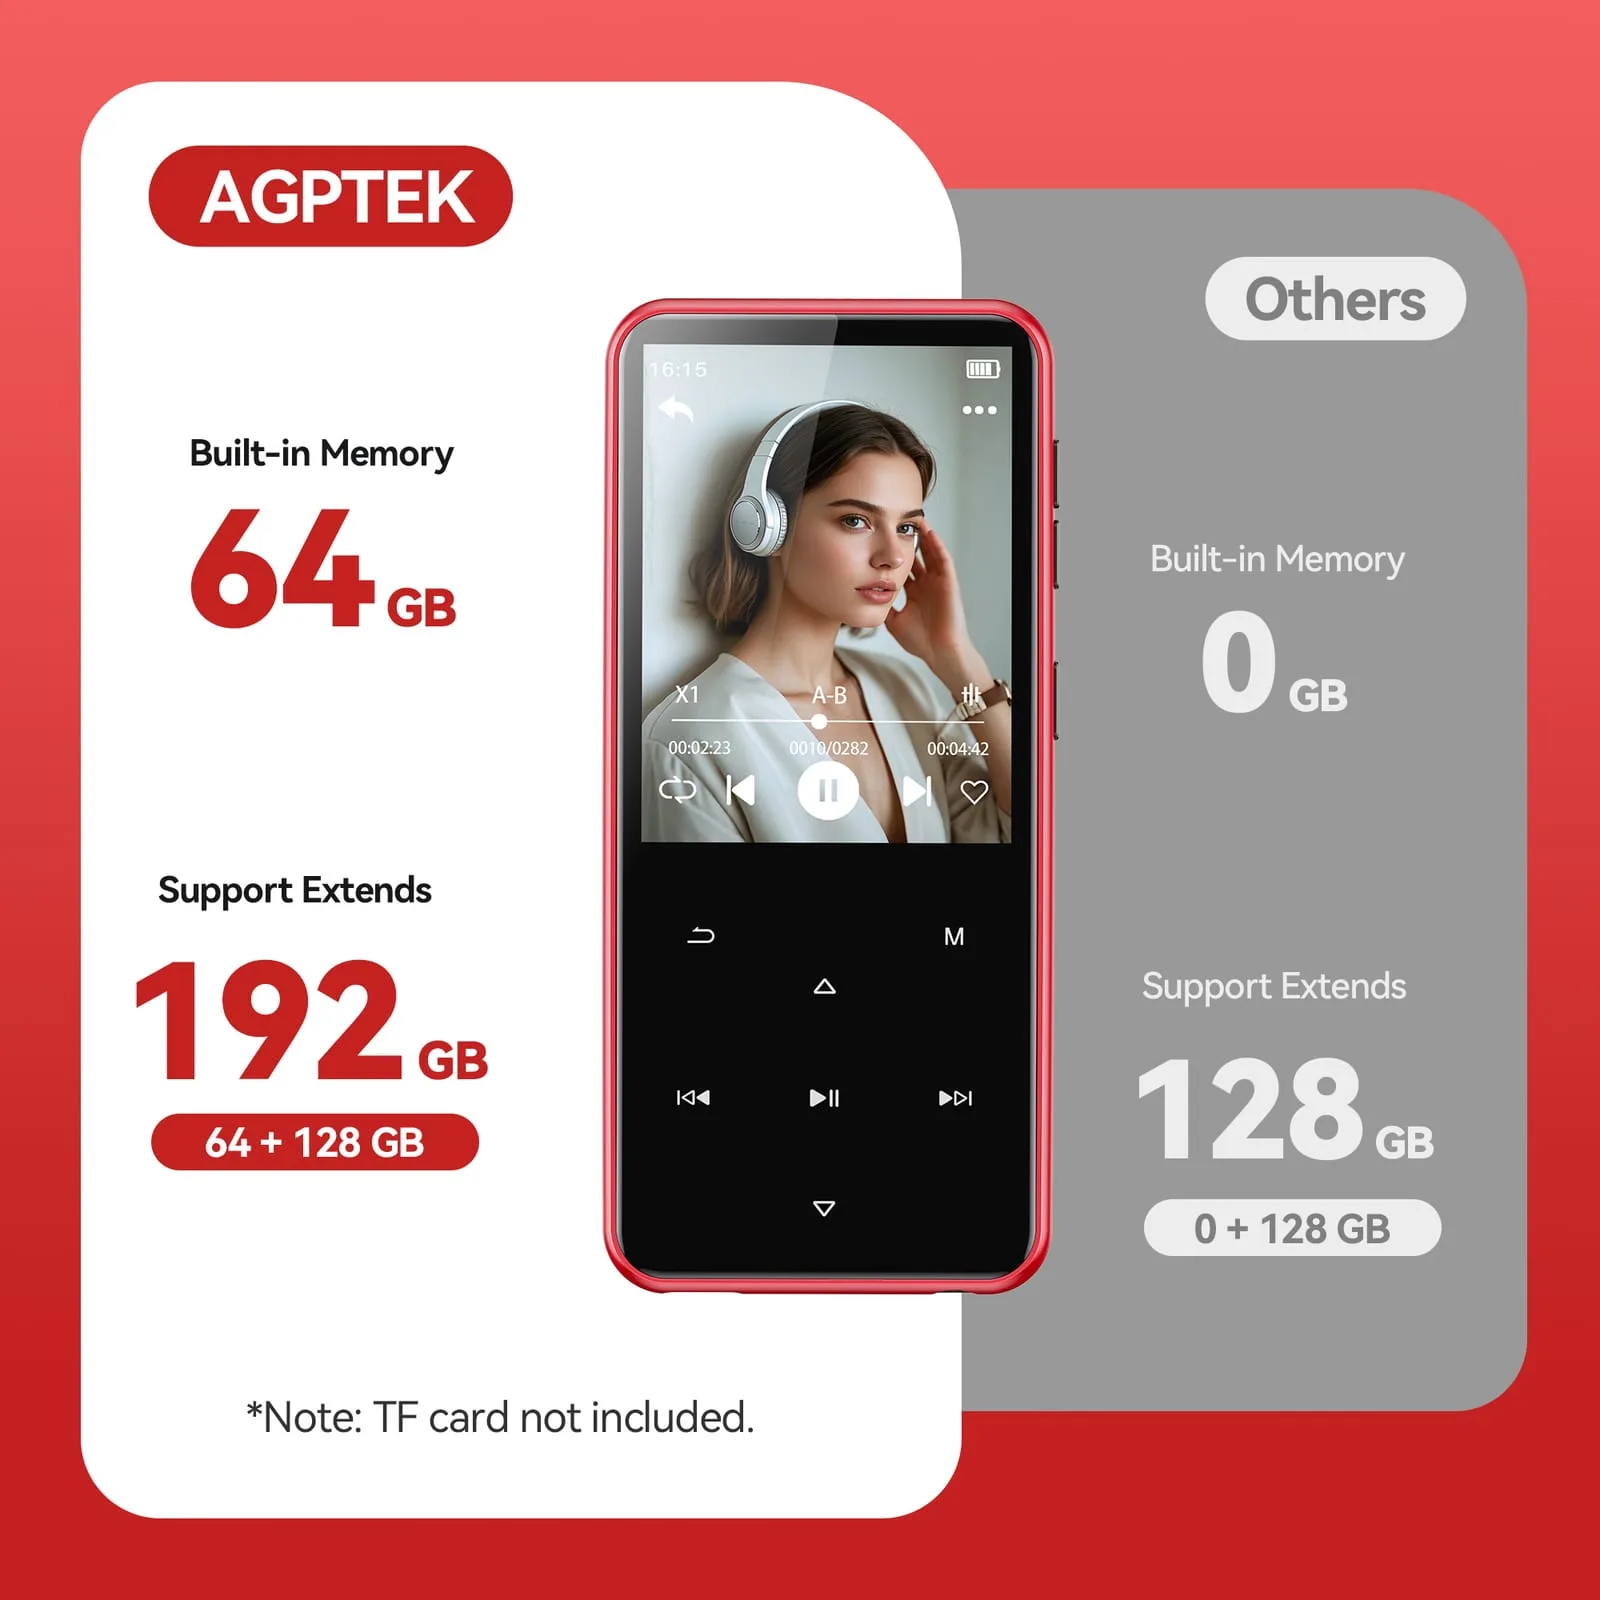 AGPTEK
Built-in Memory
64 GB
Support Extends
192 GB
64 + 128 GB
*Note: TF card not included.
16:15
X1 A-B
00:02:23 0010/0282 00:04:42
M
Others
Built-in Memory
0 GB
Support Extends
128 GB
0 + 128 GB